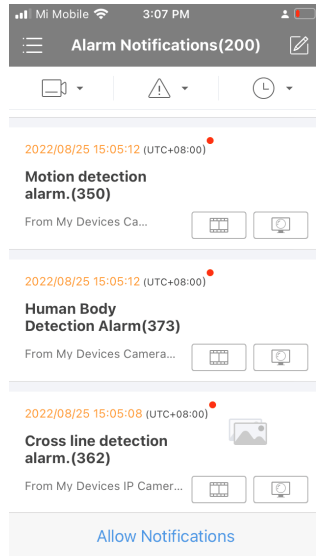 Mi Mobile 3:07 PM
Alarm Notifications(200)
2022/08/25 15:05:12 (UTC+08:00)
Motion detection
alarm.(350)
From My Devices Ca...
2022/08/25 15:05:12 (UTC+08:00)
Human Body
Detection Alarm(373)
From My Devices Camera...
2022/08/25 15:05:08 (UTC+08:00)
Cross line detection
alarm.(362)
From My Devices IP Camer...
Allow Notifications